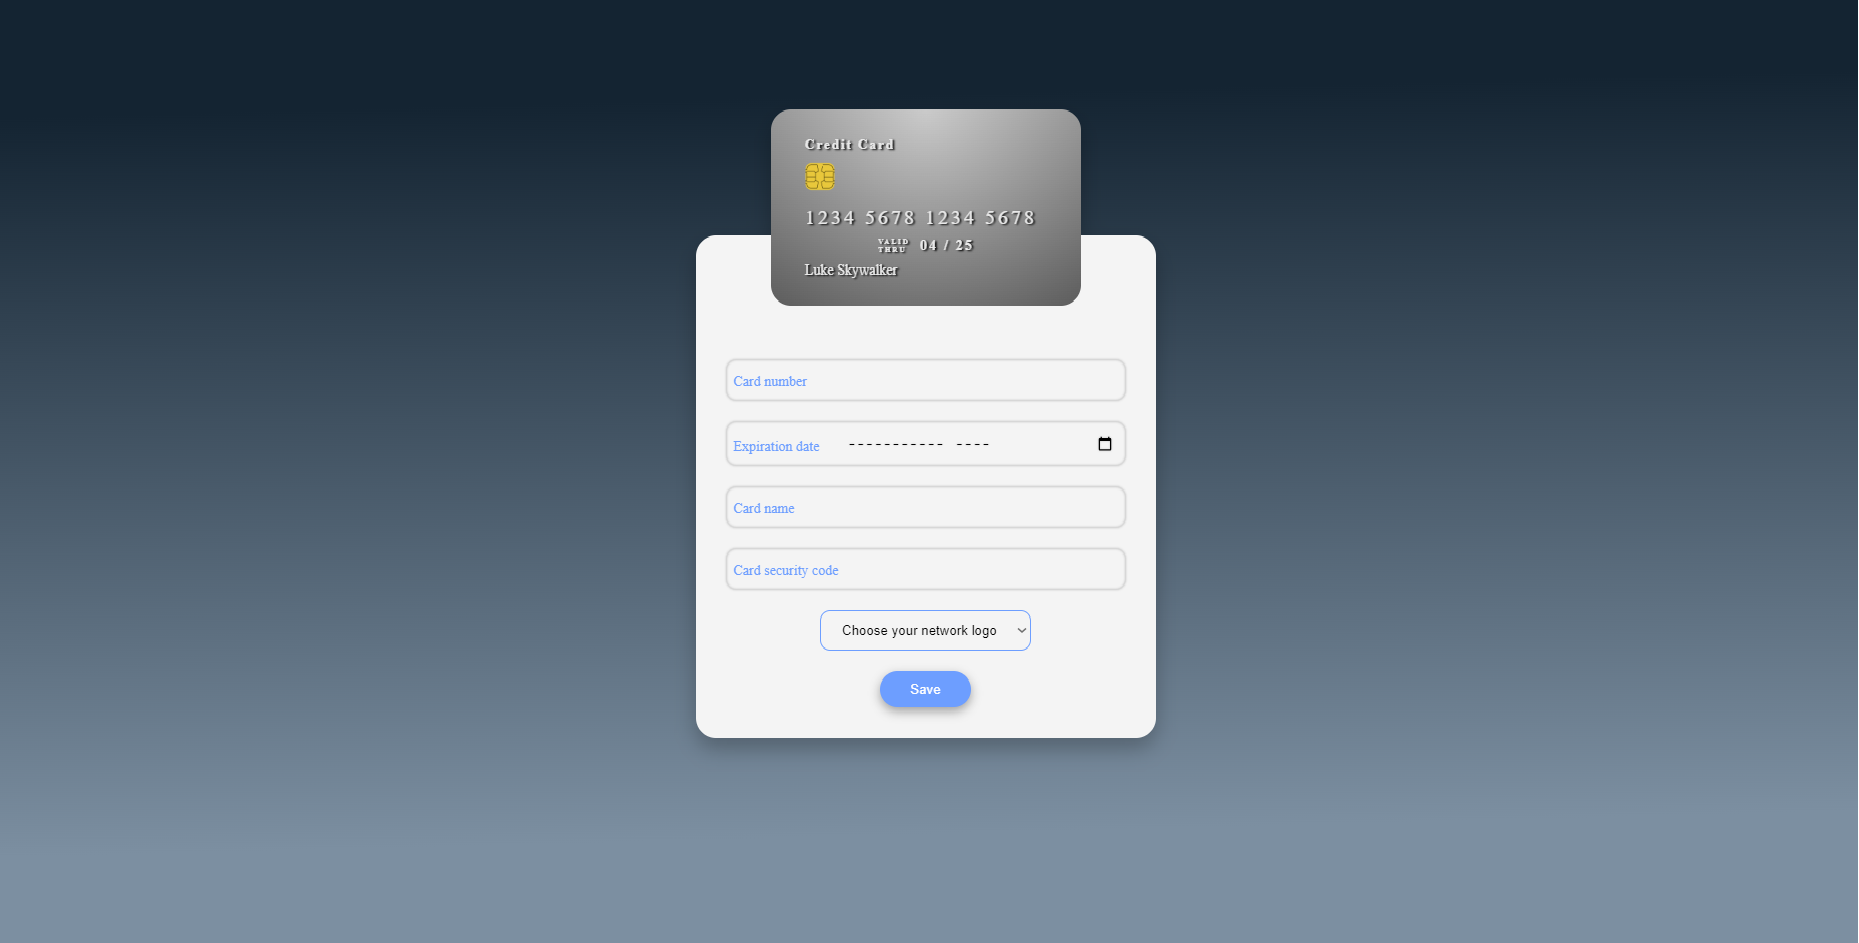 Credit Card
1234 5678 1234 5678
VALID
THRU 04 / 25
Luke Skywalker
Card number
Expiration date ----------- ----
Card name
Card security code
Choose your network logo
Save